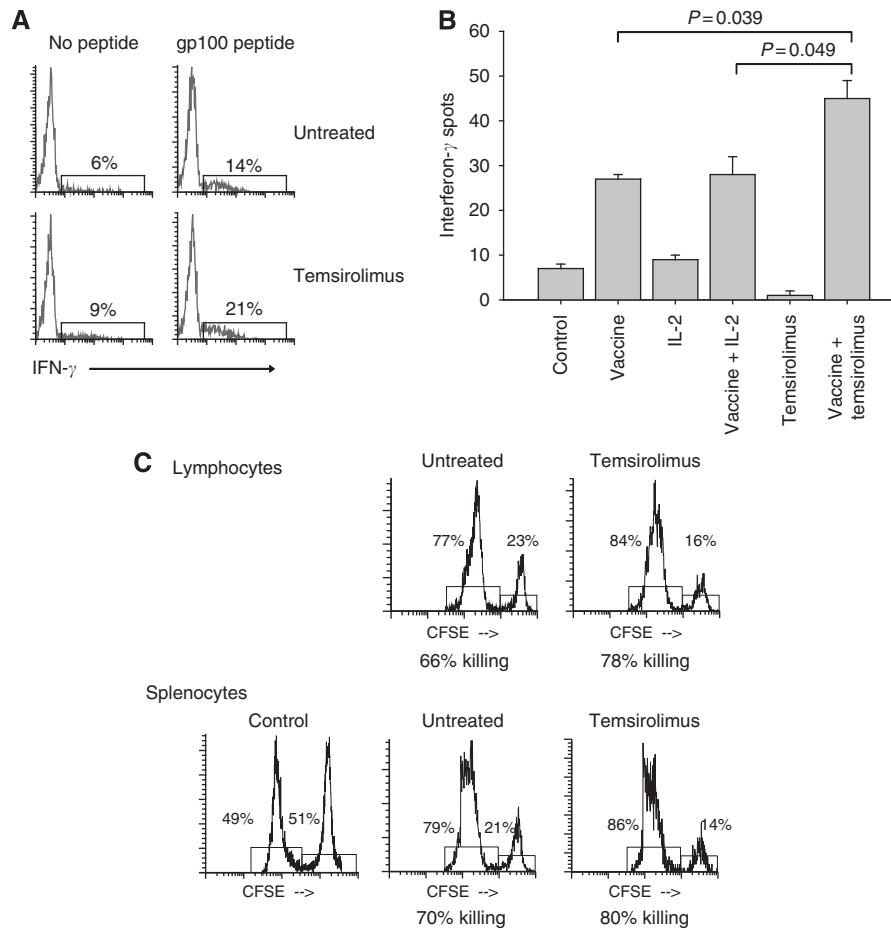 A
No peptide
gp100 peptide
6%
14%
Untreated
9%
21%
Temsirolimus
IFN-γ
B
P = 0.039
P = 0.049
Interferon-γ spots
60
50
40
30
20
10
0
Control
Vaccine
IL-2
Vaccine + IL-2
Temsirolimus
Vaccine +
temsirolimus
C
Lymphocytes
Untreated
Temsirolimus
77%
23%
84%
16%
CFSE -->
CFSE -->
66% killing
78% killing
Splenocytes
Control
Untreated
Temsirolimus
49%
51%
79%
21%
86%
14%
CFSE -->
CFSE -->
CFSE -->
70% killing
80% killing